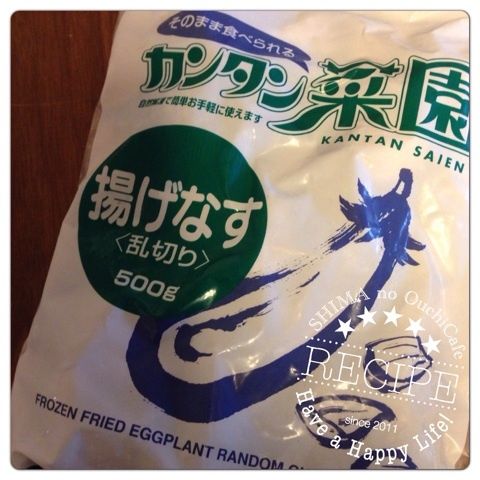 そのまま食べられる
カンタン菜園
自然解凍で簡単お手軽に使えます
KANTAN SAIEN
揚げなす
〈乱切り〉
500g
FROZEN FRIED EGGPLANT RANDOM
SHIMA no OuchiCafe
★★★★★
RECIPE
since 2011
Have a Happy Life!